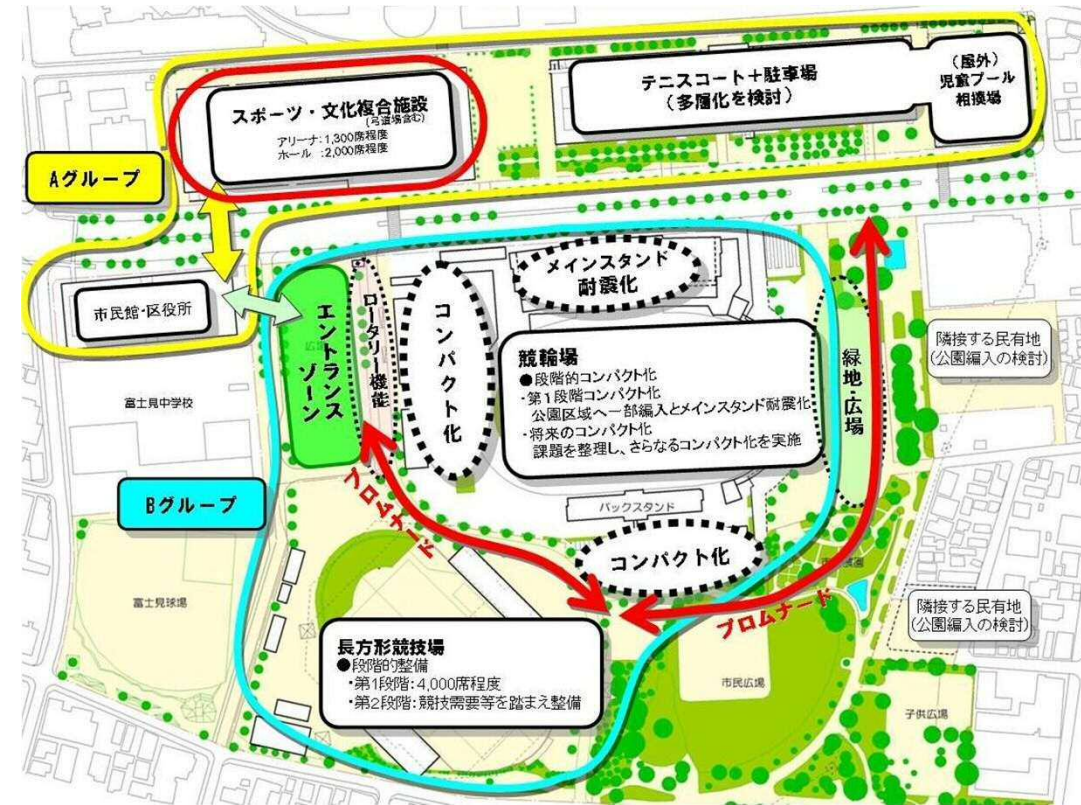 スポーツ・文化複合施設
(弓道場含む)
アリーナ:1,300席程度
ホール :2,000席程度
テニスコート+駐車場
(多層化を検討)
(屋外)
児童プール
相撲場
Aグループ
市民館・区役所
エントランス
ゾーン
ロータリー機能
コンパクト化
メインスタンド
耐震化
競輪場
●段階的コンパクト化
・第1段階コンパクト化
公園区域へ一部編入とメインスタンド耐震化
・将来のコンパクト化
課題を整理し、さらなるコンパクト化を実施
緑地・広場
隣接する民有地
(公園編入の検討)
富士見中学校
Bグループ
プロムナード
バックスタンド
コンパクト化
プロムナード
富士見球場
長方形競技場
●段階的整備
・第1段階:4,000席程度
・第2段階:競技需要等を踏まえ整備
隣接する民有地
(公園編入の検討)
市民広場
子供広場